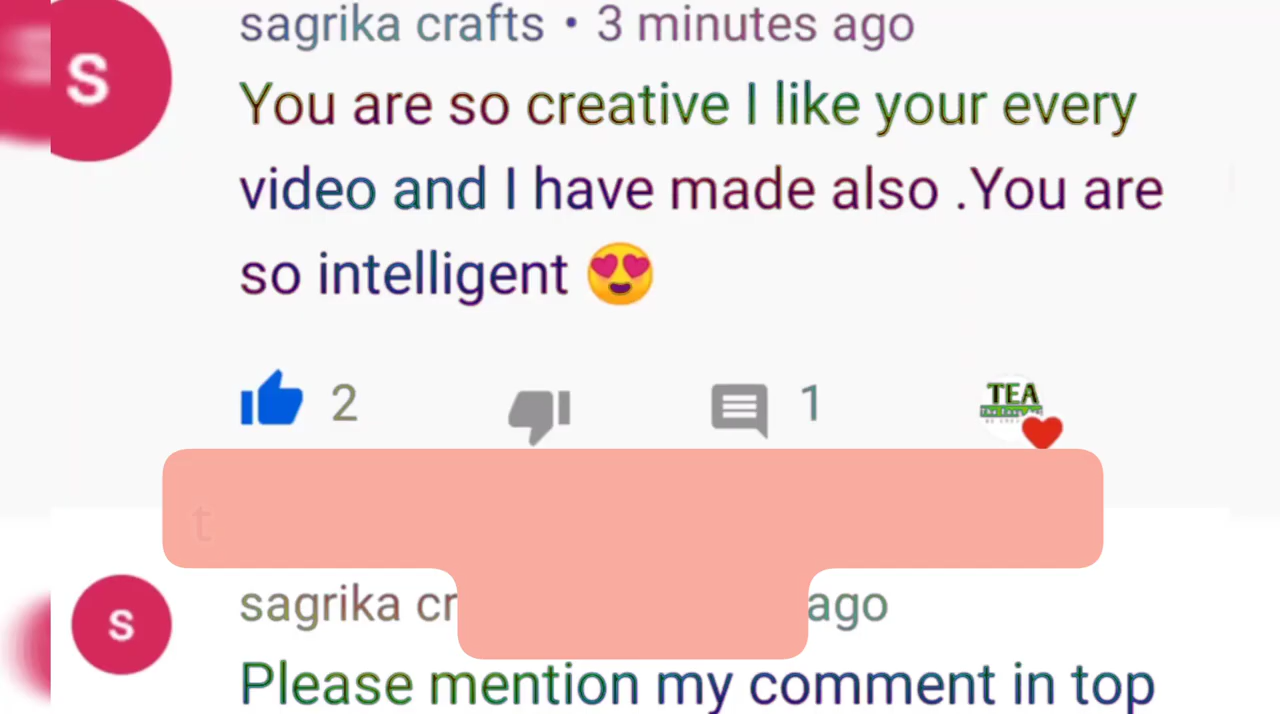 S
sagrika crafts • 3 minutes ago
You are so creative I like your every
video and I have made also .You are
so intelligent 😍
2
1
TEA
t
S
sagrika cr
ago
Please mention my comment in top